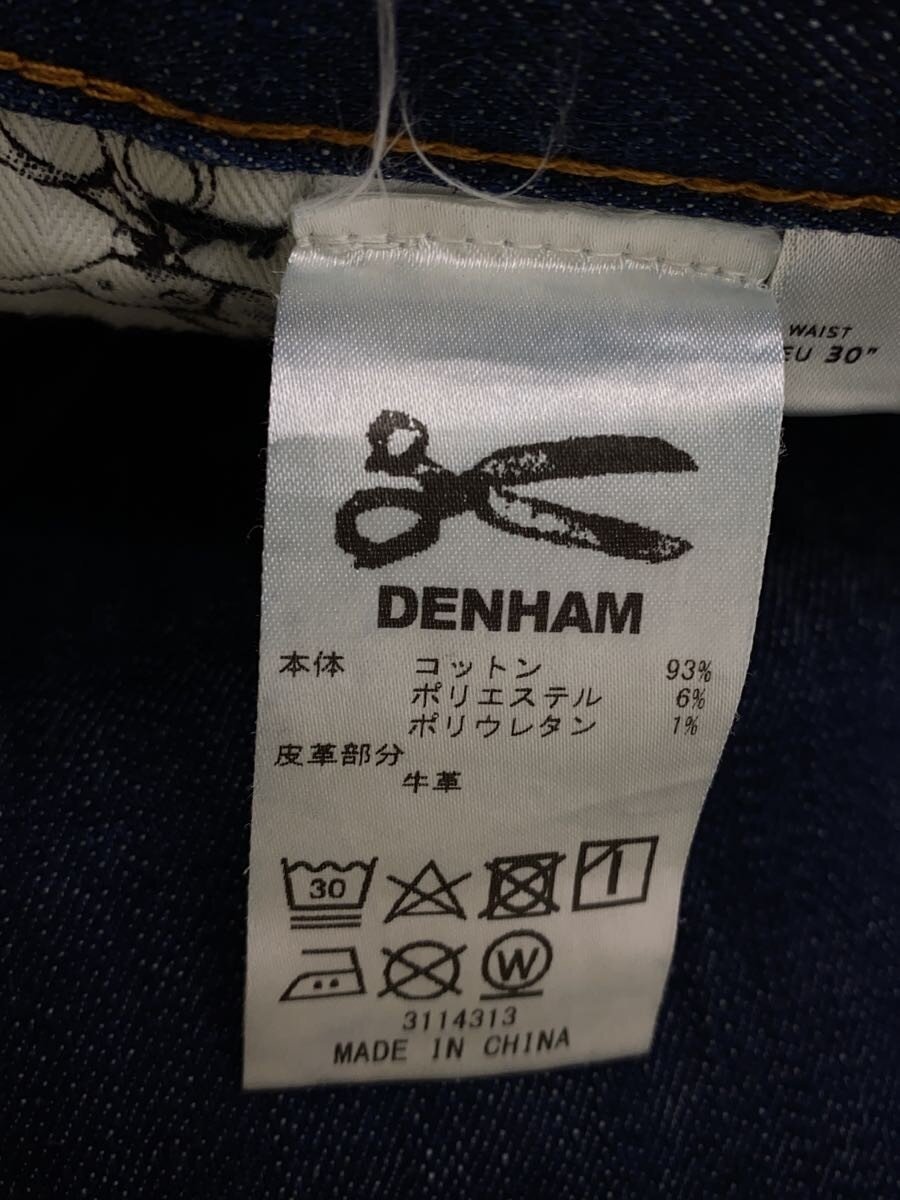 WAIST
EU 30”
DENHAM
本体 コットン 93%
ポリエステル 6%
ポリウレタン 1%
皮革部分
牛革
30
W
3114313
MADE IN CHINA